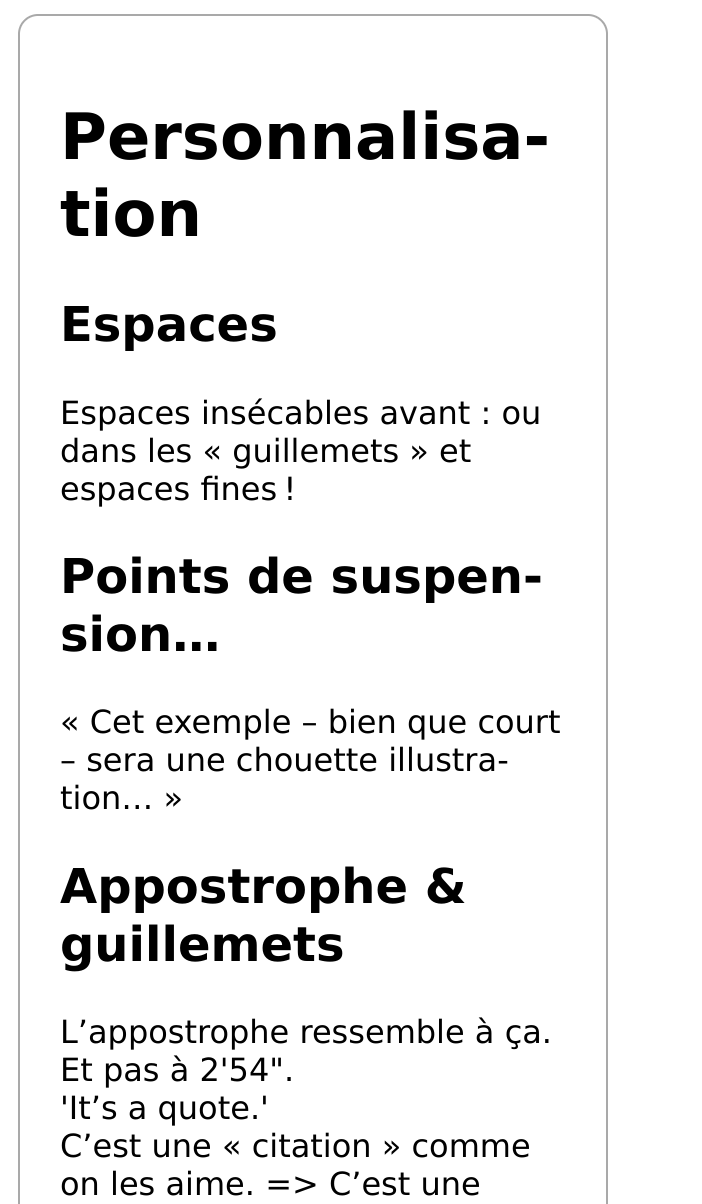 Personnalisa-
tion
Espaces
Espaces insécables avant : ou
dans les « guillemets » et
espaces fines !
Points de suspen-
sion…
« Cet exemple – bien que court
– sera une chouette illustra-
tion… »
Appostrophe &
guillemets
L’appostrophe ressemble à ça.
Et pas à 2'54".
'It’s a quote.'
C’est une « citation » comme
on les aime. => C’est une